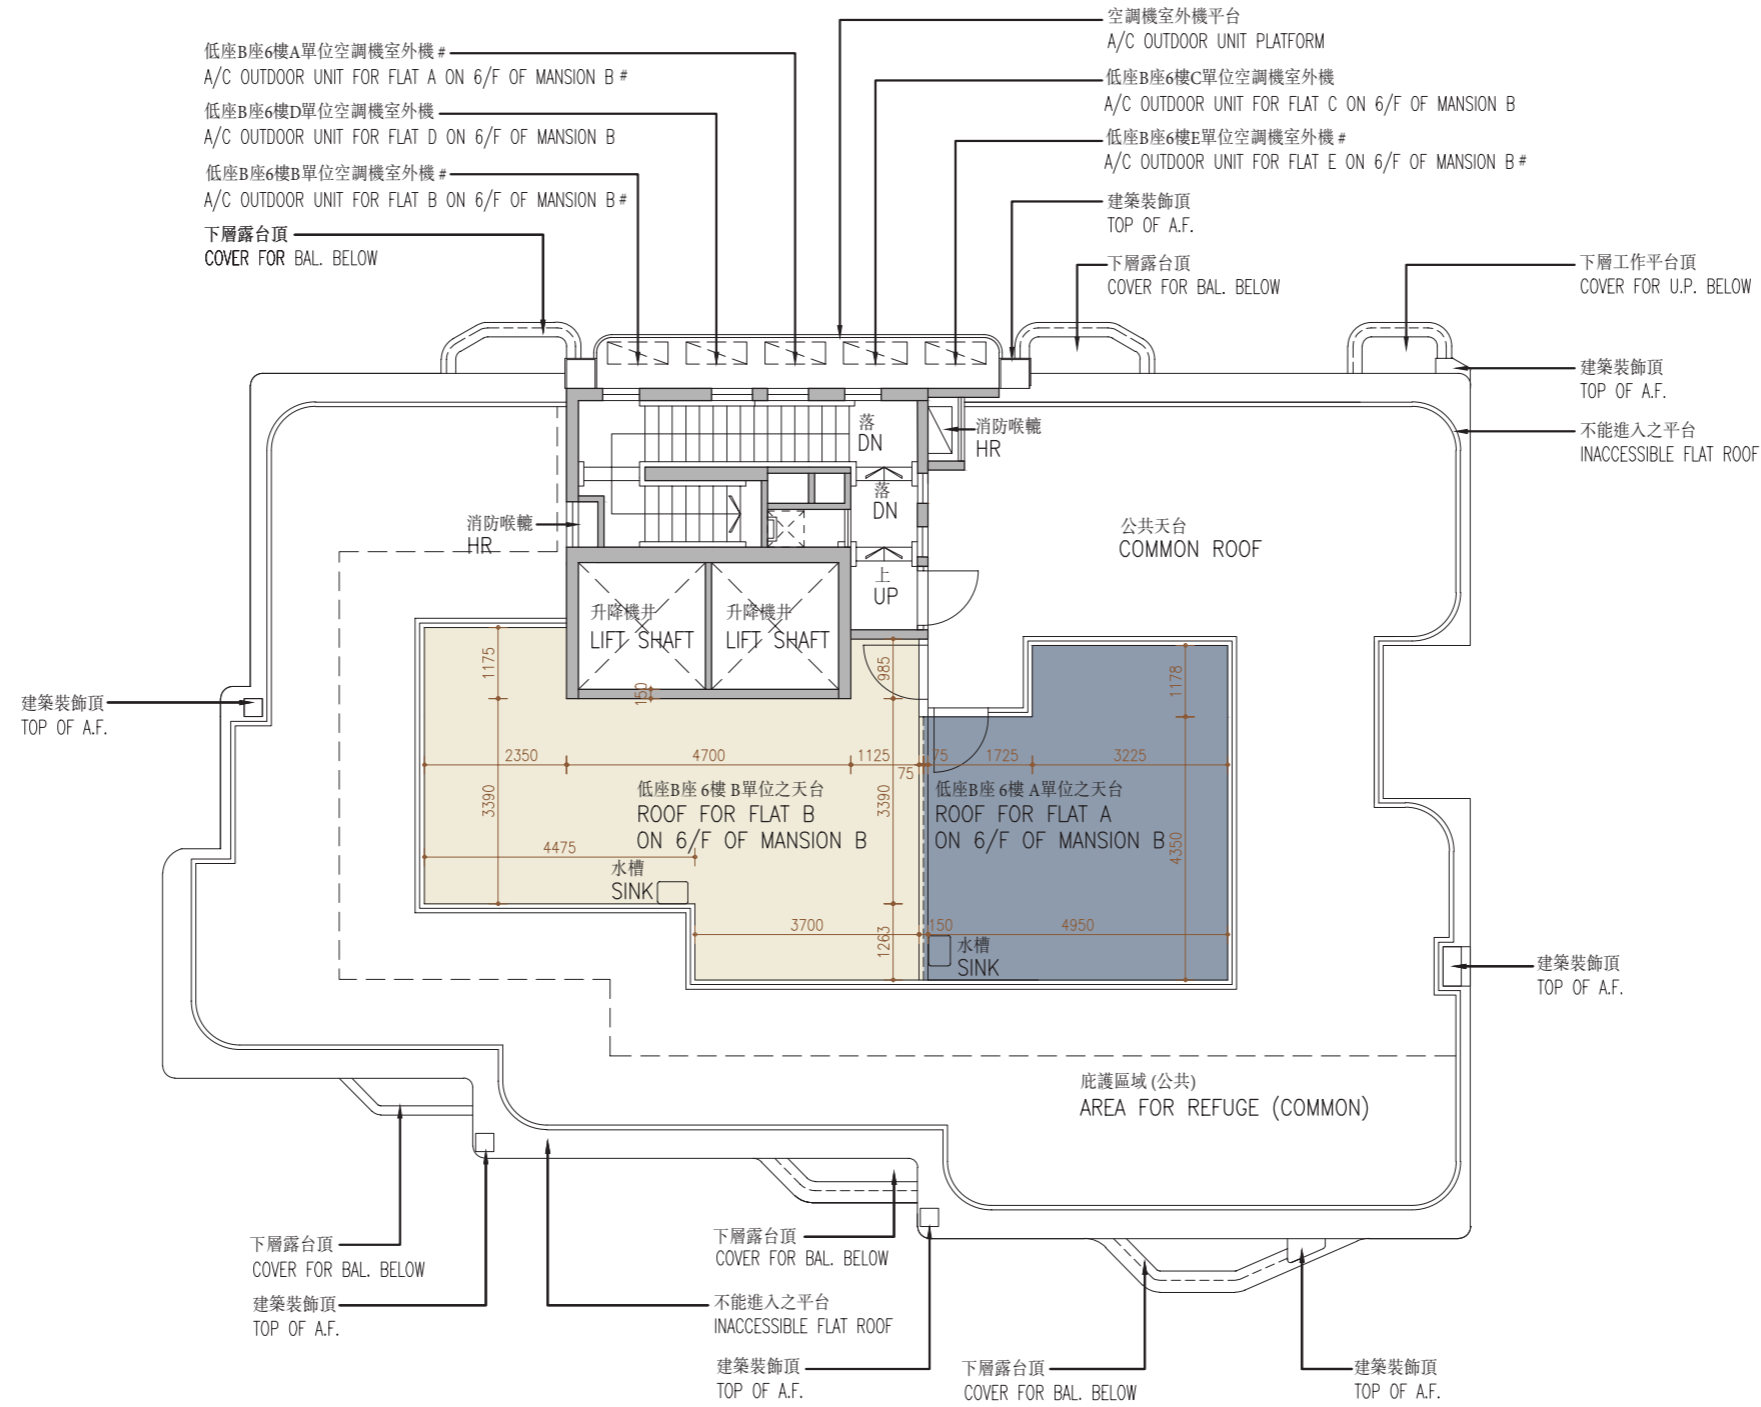 空調機室外機平台
A/C OUTDOOR UNIT PLATFORM
低座B座6樓A單位空調機室外機 #
A/C OUTDOOR UNIT FOR FLAT A ON 6/F OF MANSION B #
低座B座6樓C單位空調機室外機
A/C OUTDOOR UNIT FOR FLAT C ON 6/F OF MANSION B
低座B座6樓D單位空調機室外機
A/C OUTDOOR UNIT FOR FLAT D ON 6/F OF MANSION B
低座B座6樓E單位空調機室外機 #
A/C OUTDOOR UNIT FOR FLAT E ON 6/F OF MANSION B #
低座B座6樓B單位空調機室外機 #
A/C OUTDOOR UNIT FOR FLAT B ON 6/F OF MANSION B #
建築裝飾頂
TOP OF A.F.
下層露台頂
COVER FOR BAL. BELOW
下層露台頂
COVER FOR BAL. BELOW
下層工作平台頂
COVER FOR U.P. BELOW
建築裝飾頂
TOP OF A.F.
不能進入之平台
INACCESSIBLE FLAT ROOF
落
DN
消防喉轆
HR
落
DN
消防喉轆
HR
公共天台
COMMON ROOF
上
UP
升降機井
LIFT SHAFT
升降機井
LIFT SHAFT
1175
150
985
1178
建築裝飾頂
TOP OF A.F.
2350
4700
1125
75
75
1725
3225
3390
3390
4350
低座B座 6樓 B單位之天台
ROOF FOR FLAT B
ON 6/F OF MANSION B
低座B座 6樓 A單位之天台
ROOF FOR FLAT A
ON 6/F OF MANSION B
4475
水槽
SINK
3700
1263
150
4950
水槽
SINK
建築裝飾頂
TOP OF A.F.
庇護區域 (公共)
AREA FOR REFUGE (COMMON)
下層露台頂
COVER FOR BAL. BELOW
下層露台頂
COVER FOR BAL. BELOW
建築裝飾頂
TOP OF A.F.
不能進入之平台
INACCESSIBLE FLAT ROOF
建築裝飾頂
TOP OF A.F.
下層露台頂
COVER FOR BAL. BELOW
建築裝飾頂
TOP OF A.F.